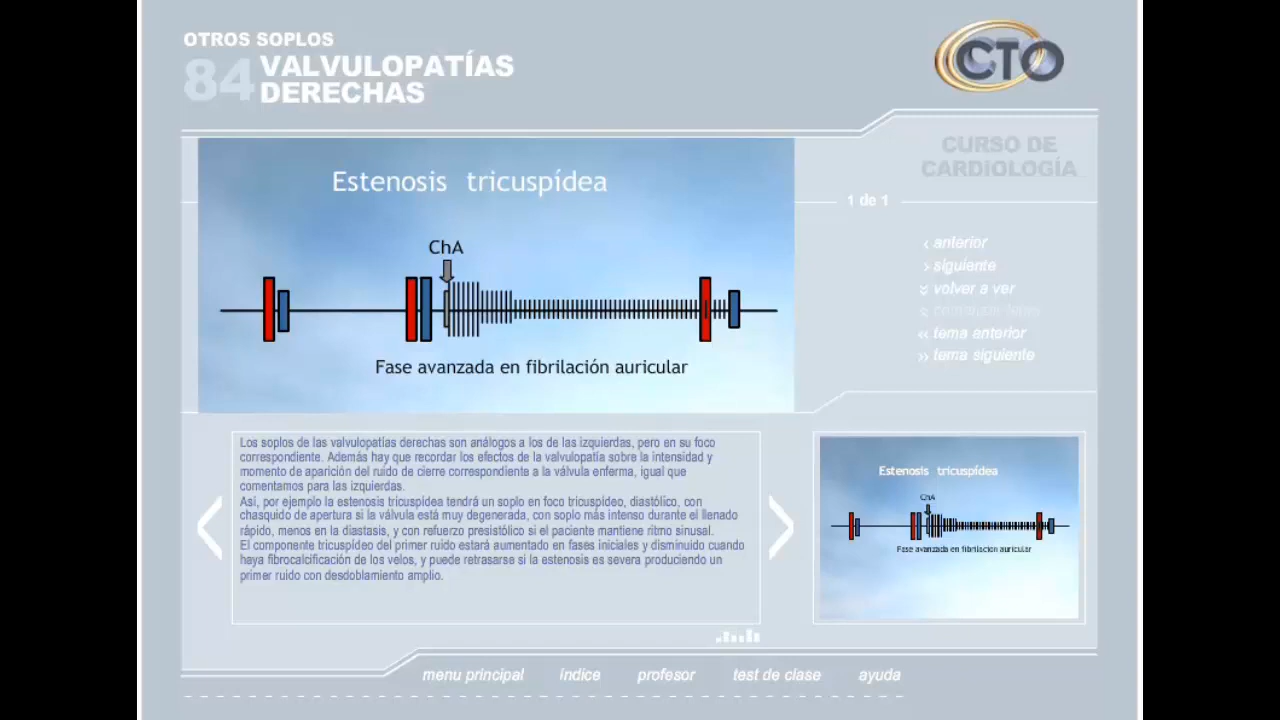 OTROS SOPLOS
84 VALVULOPATÍAS
DERECHAS
CTO
CURSO DE
CARDIOLOGÍA
1 de 1
‹ anterior
› siguiente
volver a ver
‹‹ tema anterior
›› tema siguiente
Estenosis tricuspídea
ChA
Fase avanzada en fibrilación auricular
Los soplos de las valvulopatías derechas son análogos a los de las izquierdas, pero en su foco
correspondiente. Además hay que recordar los efectos de la valvulopatía sobre la intensidad y
momento de aparición del ruido de cierre correspondiente a la válvula enferma, igual que
comentamos para las izquierdas.
Así, por ejemplo la estenosis tricuspídea tendrá un soplo en foco tricuspídeo, diastólico, con
chasquido de apertura si la válvula está muy degenerada, con soplo más intenso durante el llenado
rápido, menos en la diastasis, y con refuerzo presistólico si el paciente mantiene ritmo sinusal.
El componente tricuspídeo del primer ruido estará aumentado en fases iniciales y disminuido cuando
haya fibrocalcificación de los velos, y puede retrasarse si la estenosis es severa produciendo un
primer ruido con desdoblamiento amplio.
Estenosis tricuspídea
ChA
Fase avanzada en fibrilación auricular
menu principal índice profesor test de clase ayuda